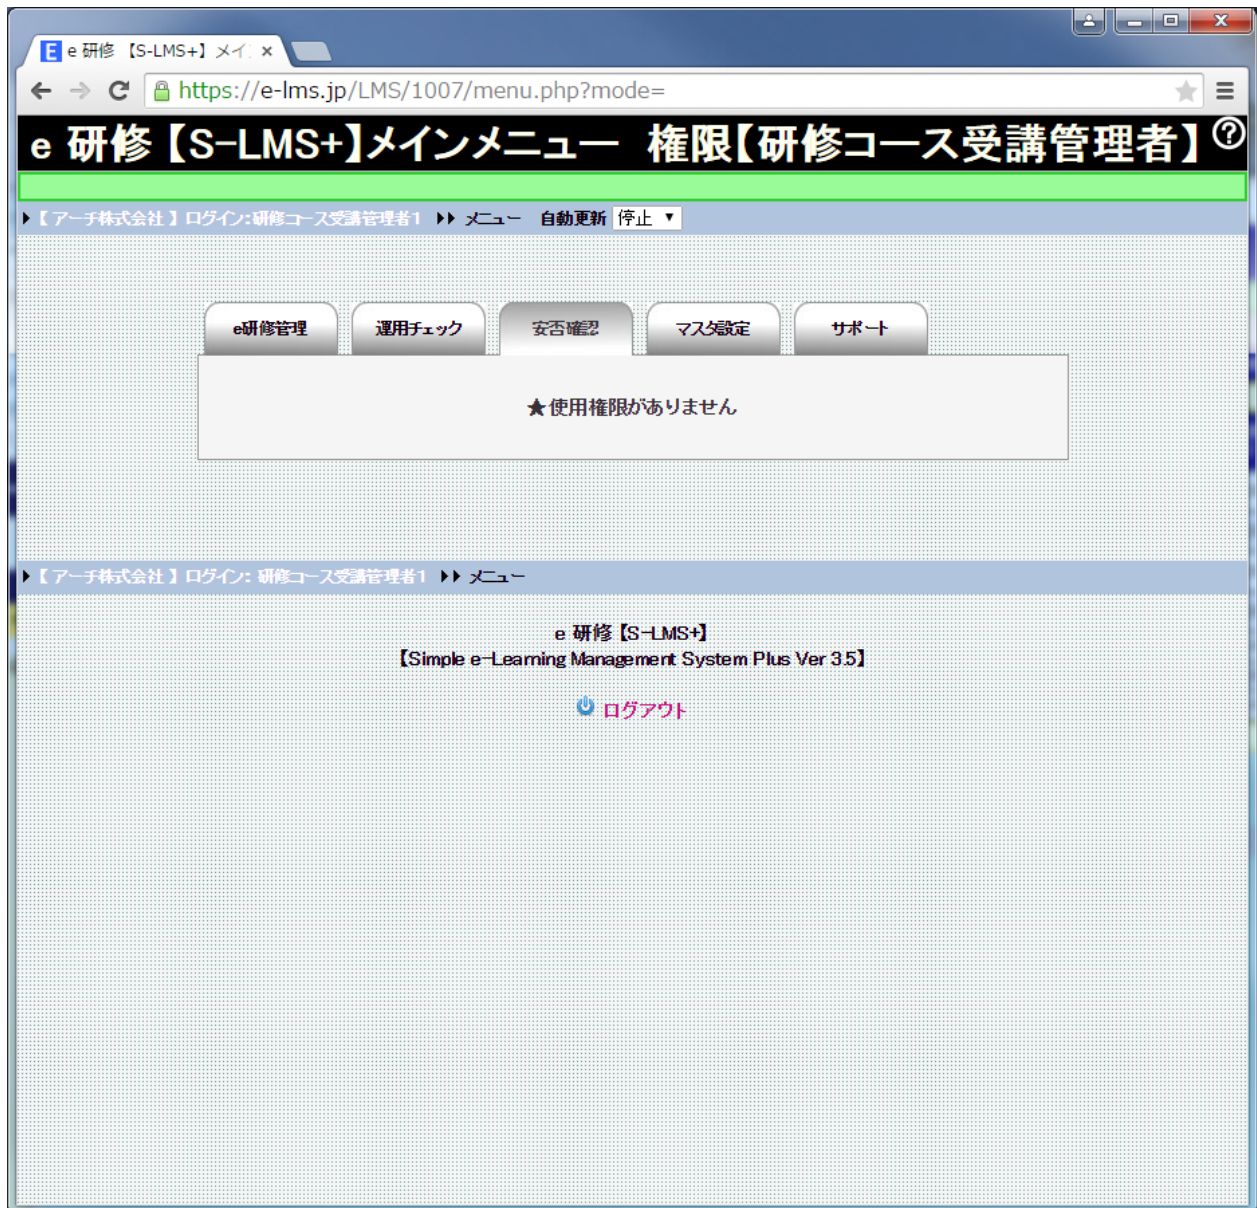 e 研修 【S-LMS+】 メイ
https://e-lms.jp/LMS/1007/menu.php?mode=
e 研修 【S-LMS+】メインメニュー 権限【研修コース受講管理者】
【 アーチ株式会社 】 ログイン:研修コース受講管理者1 メニュー 自動更新 停止
e研修管理 運用チェック 安否確認 マスタ設定 サポート
★使用権限がありません
【 アーチ株式会社 】 ログイン: 研修コース受講管理者1 メニュー
e 研修 【S-LMS+】
【Simple e-Learning Management System Plus Ver 3.5】
ログアウト